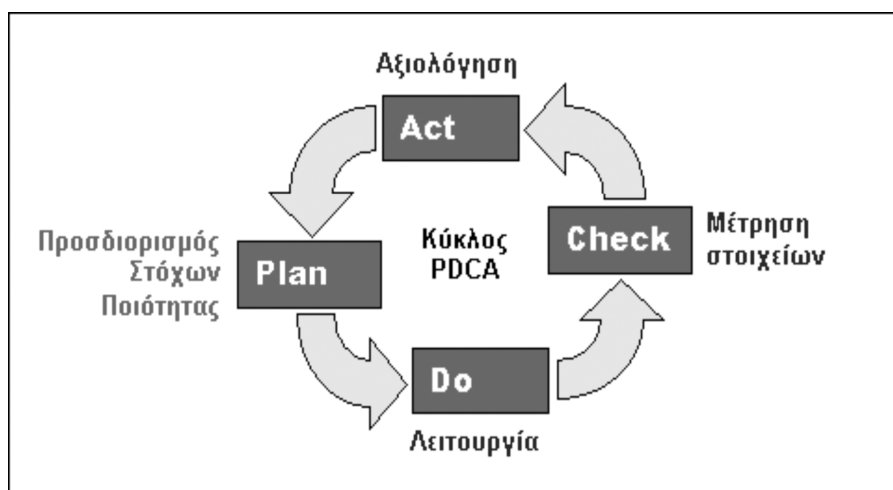 Αξιολόγηση
Act
Προσδιορισμός
Στόχων
Ποιότητας
Plan
Κύκλος
PDCA
Check
Μέτρηση
στοιχείων
Do
Λειτουργία